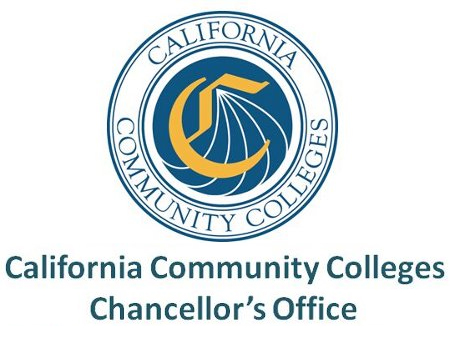 CALIFORNIA
COMMUNITY COLLEGES
C
California Community Colleges
Chancellor's Office